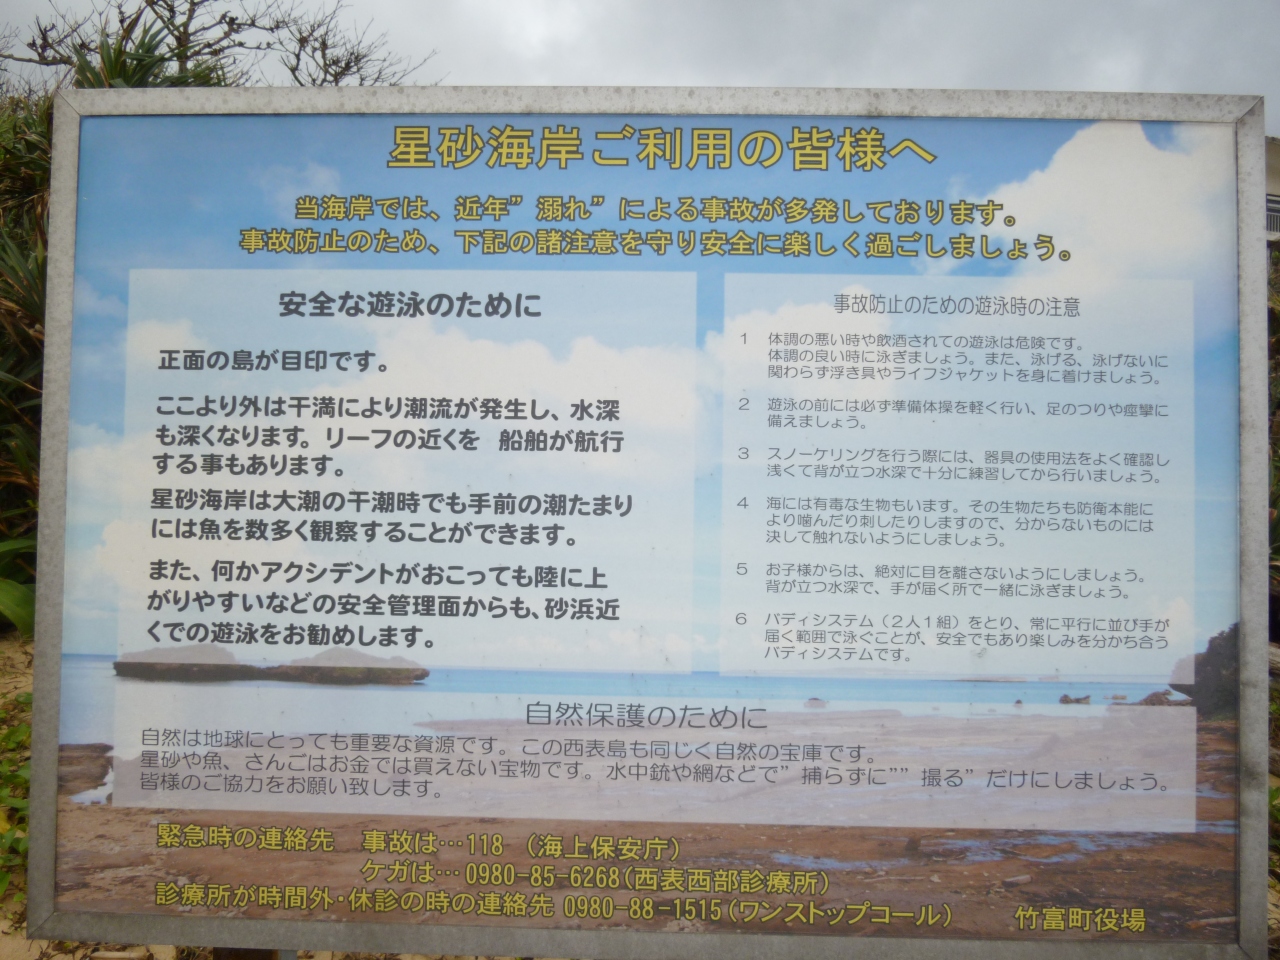 星砂海岸ご利用の皆様へ
当海岸では、近年”溺れ”による事故が多発しております。
事故防止のため、下記の諸注意を守り安全に楽しく過ごしましょう。
安全な遊泳のために
正面の島が目印です。
ここより外は干満により潮流が発生し、水深
も深くなります。リーフの近くを　船舶が航行
する事もあります。
星砂海岸は大潮の干潮時でも手前の潮たまり
には魚を数多く観察することができます。
また、何かアクシデントがおこっても陸に上
がりやすいなどの安全管理面からも、砂浜近
くでの遊泳をお勧めします。
事故防止のための遊泳時の注意
1　体調の悪い時や飲酒されての遊泳は危険です。
体調の良い時に泳ぎましょう。また、泳げる、泳げないに
関わらず浮き具やライフジャケットを身に着けましょう。
2　遊泳の前には必ず準備体操を軽く行い、足のつりや痙攣に
備えましょう。
3　スノーケリングを行う際には、器具の使用法をよく確認し
浅くて背が立つ水深で十分に練習してから行いましょう。
4　海には有毒な生物もいます。その生物たちも防衛本能に
より噛んだり刺したりしますので、分からないものには
決して触れないようにしましょう。
5　お子様からは、絶対に目を離さないようにしましょう。
背が立つ水深で、手が届く所で一緒に泳ぎましょう。
6　バディシステム（2人1組）をとり、常に平行に並び手が
届く範囲で泳ぐことが、安全でもあり楽しみを分かち合う
バディシステムです。
自然保護のために
自然は地球にとっても重要な資源です。この西表島も同じく自然の宝庫です。
星砂や魚、さんごはお金では買えない宝物です。水中銃や網などで”捕らずに””撮る”だけにしましょう。
皆様のご協力をお願い致します。
緊急時の連絡先　事故は…118　（海上保安庁）
ケガは…0980-85-6268（西表西部診療所）
診療所が時間外・休診の時の連絡先 0980-88-1515（ワンストップコール）
竹富町役場